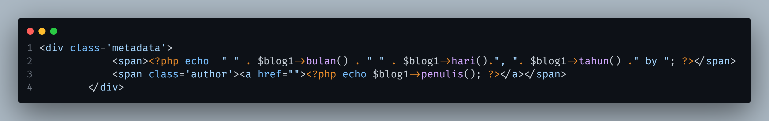 1 <div class='metadata'>
2             <span><?php echo  " " . $blog1->bulan() . " " . $blog1->hari().", ". $blog1->tahun() ." by "; ?></span>
3             <span class='author'><a href=""><?php echo $blog1->penulis(); ?></a></span>
4         </div>